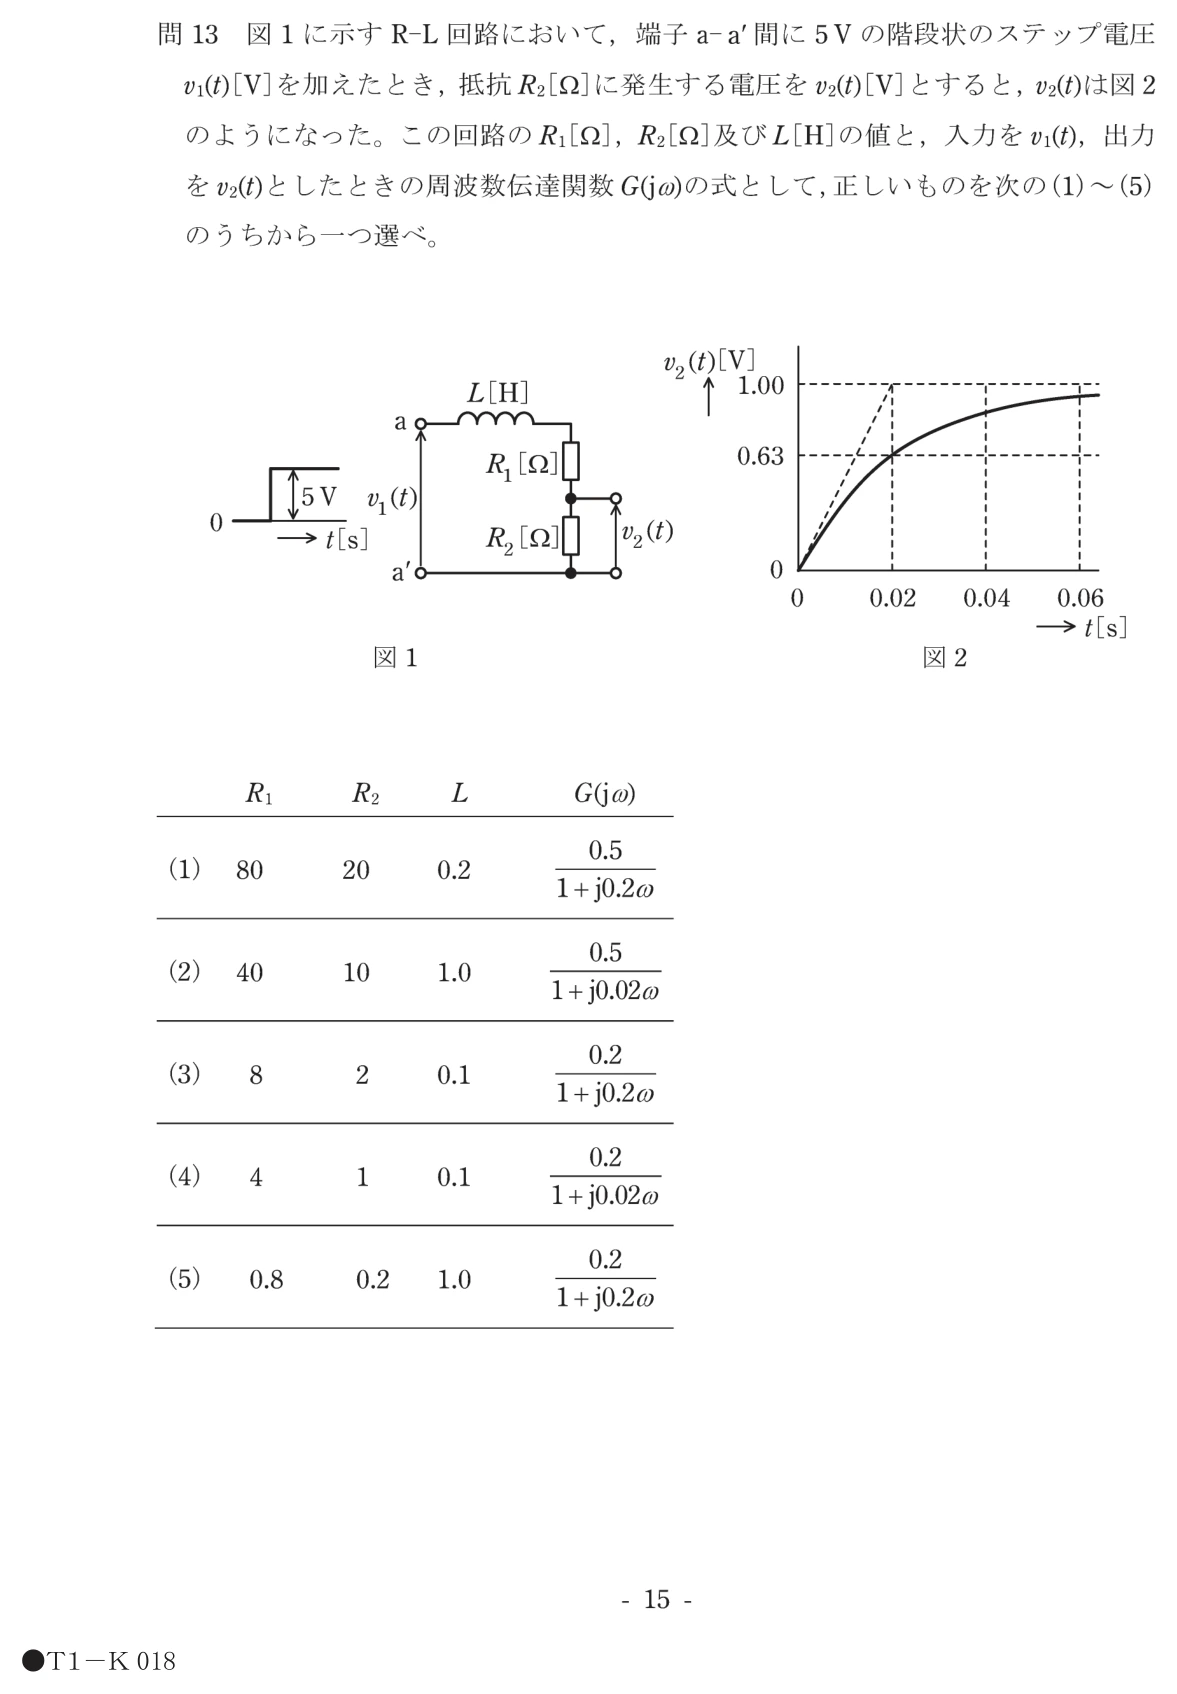 問 13　図 1 に示す R-L 回路において，端子 a-a′ 間に 5 V の階段状のステップ電圧
v₁(t)[V]を加えたとき，抵抗 R₂[Ω]に発生する電圧を v₂(t)[V]とすると，v₂(t)は図 2
のようになった。この回路の R₁[Ω]，R₂[Ω]及び L[H]の値と，入力を v₁(t)，出力
を v₂(t)としたときの周波数伝達関数 G(jω)の式として，正しいものを次の(1)～(5)
のうちから一つ選べ。
L[H]
a
R₁[Ω]
5 V
v₁(t)
0
t[s]
R₂[Ω]
v₂(t)
a′
図 1
v₂(t)[V]
1.00
0.63
0
0 0.02 0.04 0.06
t[s]
図 2
R₁ R₂ L G(jω)
(1) 80 20 0.2 0.5/(1+j0.2ω)
(2) 40 10 1.0 0.5/(1+j0.02ω)
(3) 8 2 0.1 0.2/(1+j0.2ω)
(4) 4 1 0.1 0.2/(1+j0.02ω)
(5) 0.8 0.2 1.0 0.2/(1+j0.2ω)
- 15 -
●T1－K 018